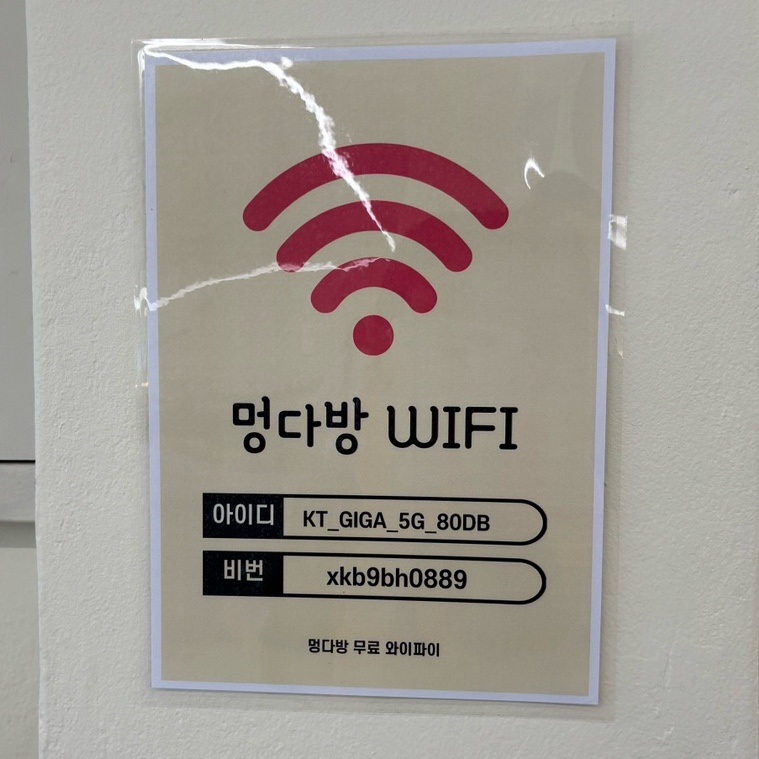 멍다방 WIFI
아이디 KT_GIGA_5G_80DB
비번 xkb9bh0889
멍다방 무료 와이파이